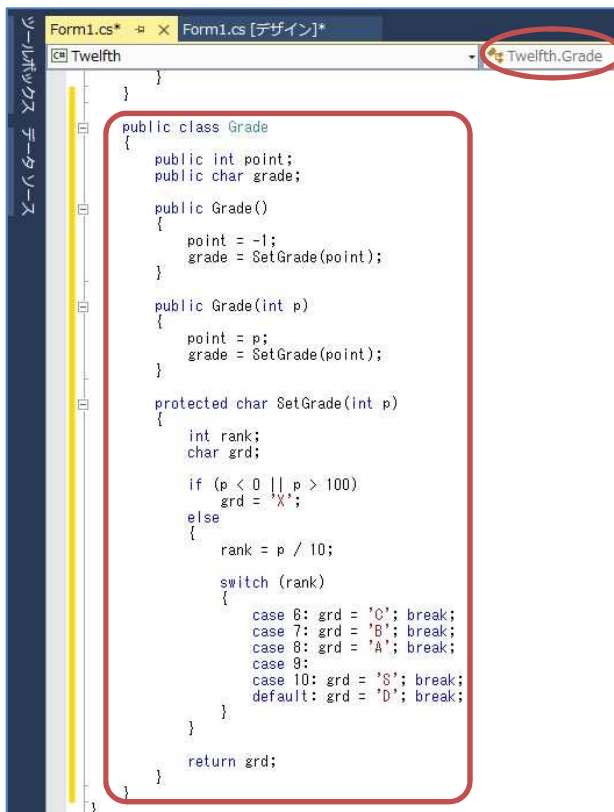 ツールボックス データ ソース
Form1.cs* Form1.cs [デザイン]*
C# Twelfth Twelfth.Grade
}
}
public class Grade
{
public int point;
public char grade;
public Grade()
{
point = -1;
grade = SetGrade(point);
}
public Grade(int p)
{
point = p;
grade = SetGrade(point);
}
protected char SetGrade(int p)
{
int rank;
char grd;
if (p < 0 || p > 100)
grd = 'X';
else
{
rank = p / 10;
switch (rank)
{
case 6: grd = 'C'; break;
case 7: grd = 'B'; break;
case 8: grd = 'A'; break;
case 9:
case 10: grd = 'S'; break;
default: grd = 'D'; break;
}
}
return grd;
}
}
}